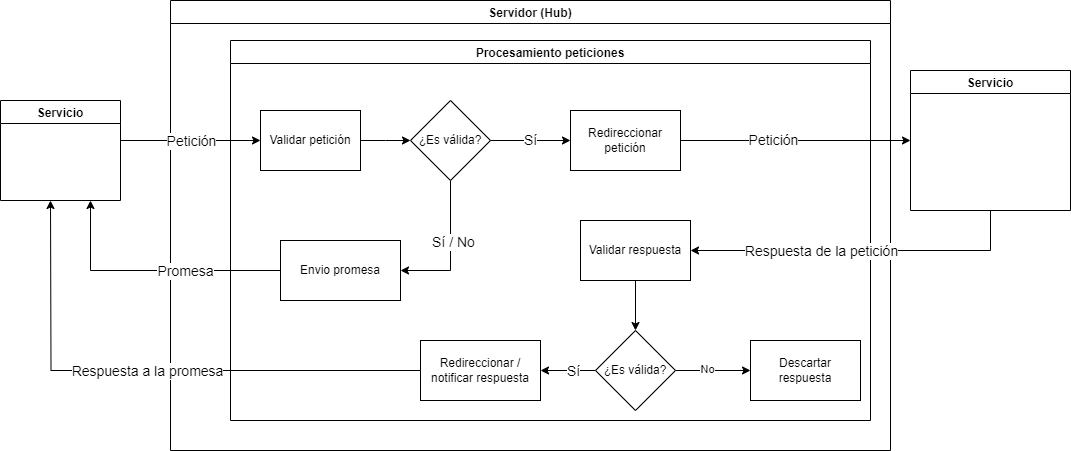 Servidor (Hub)
Procesamiento peticiones
Servicio
Servicio
Petición
Validar petición
¿Es válida?
Sí
Redireccionar
petición
Petición
Sí / No
Validar respuesta
Respuesta de la petición
Promesa
Envio promesa
Respuesta a la promesa
Redireccionar /
notificar respuesta
Sí
¿Es válida?
No
Descartar
respuesta